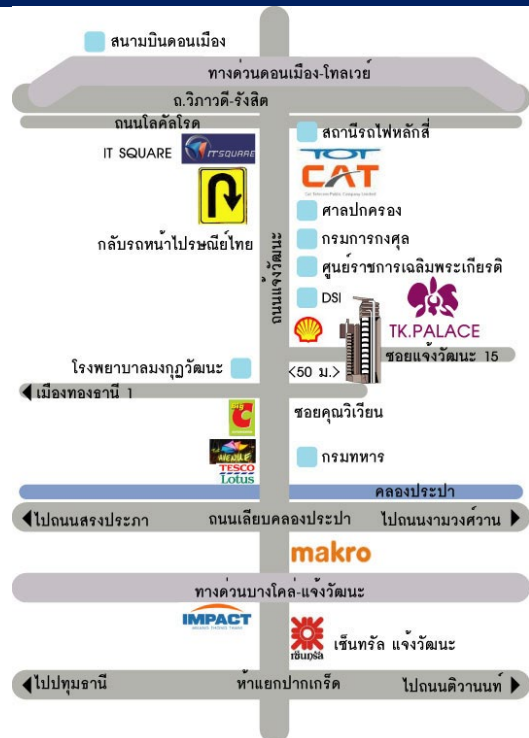 สนามบินดอนเมือง
ทางด่วนดอนเมือง-โทลเวย์
ถ.วิภาวดี-รังสิต
ถนนโลคัลโรด
สถานีรถไฟหลักสี่
IT SQUARE
ITSQUARE
TOT
CAT
ศาลปกครอง
กลับรถหน้าไปรษณีย์ไทย
กรมการกงศุล
ศูนย์ราชการเฉลิมพระเกียรติ
ถนนแจ้งวัฒนะ
DSI
TK.PALACE
ซอยแจ้งวัฒนะ 15
โรงพยาบาลมงกุฎวัฒนะ
<50 ม.>
เมืองทองธานี 1
Big C
ซอยคุณวิเวียน
AVENUE
กรมทหาร
TESCO
Lotus
คลองประปา
ไปถนนสรงประภา
ถนนเลียบคลองประปา
ไปถนนงามวงศ์วาน
makro
ทางด่วนบางโคล่-แจ้งวัฒนะ
IMPACT
เซ็นทรัล แจ้งวัฒนะ
เซ็นทรัล
ไปปทุมธานี
ห้าแยกปากเกร็ด
ไปถนนติวานนท์